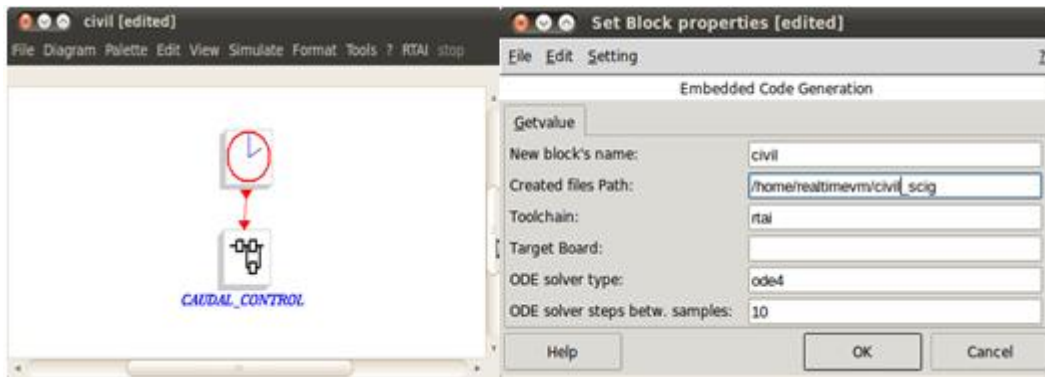 civil [edited]
File Diagram Palette Edit View Simulate Format Tools ? RTAI stop
CAUDAL_CONTROL
Set Block properties [edited]
File Edit Setting ?
Embedded Code Generation
Getvalue
New block's name: civil
Created files Path: /home/realtimevm/civil_scig
Toolchain: rtai
Target Board:
ODE solver type: ode4
ODE solver steps betw. samples: 10
Help OK Cancel